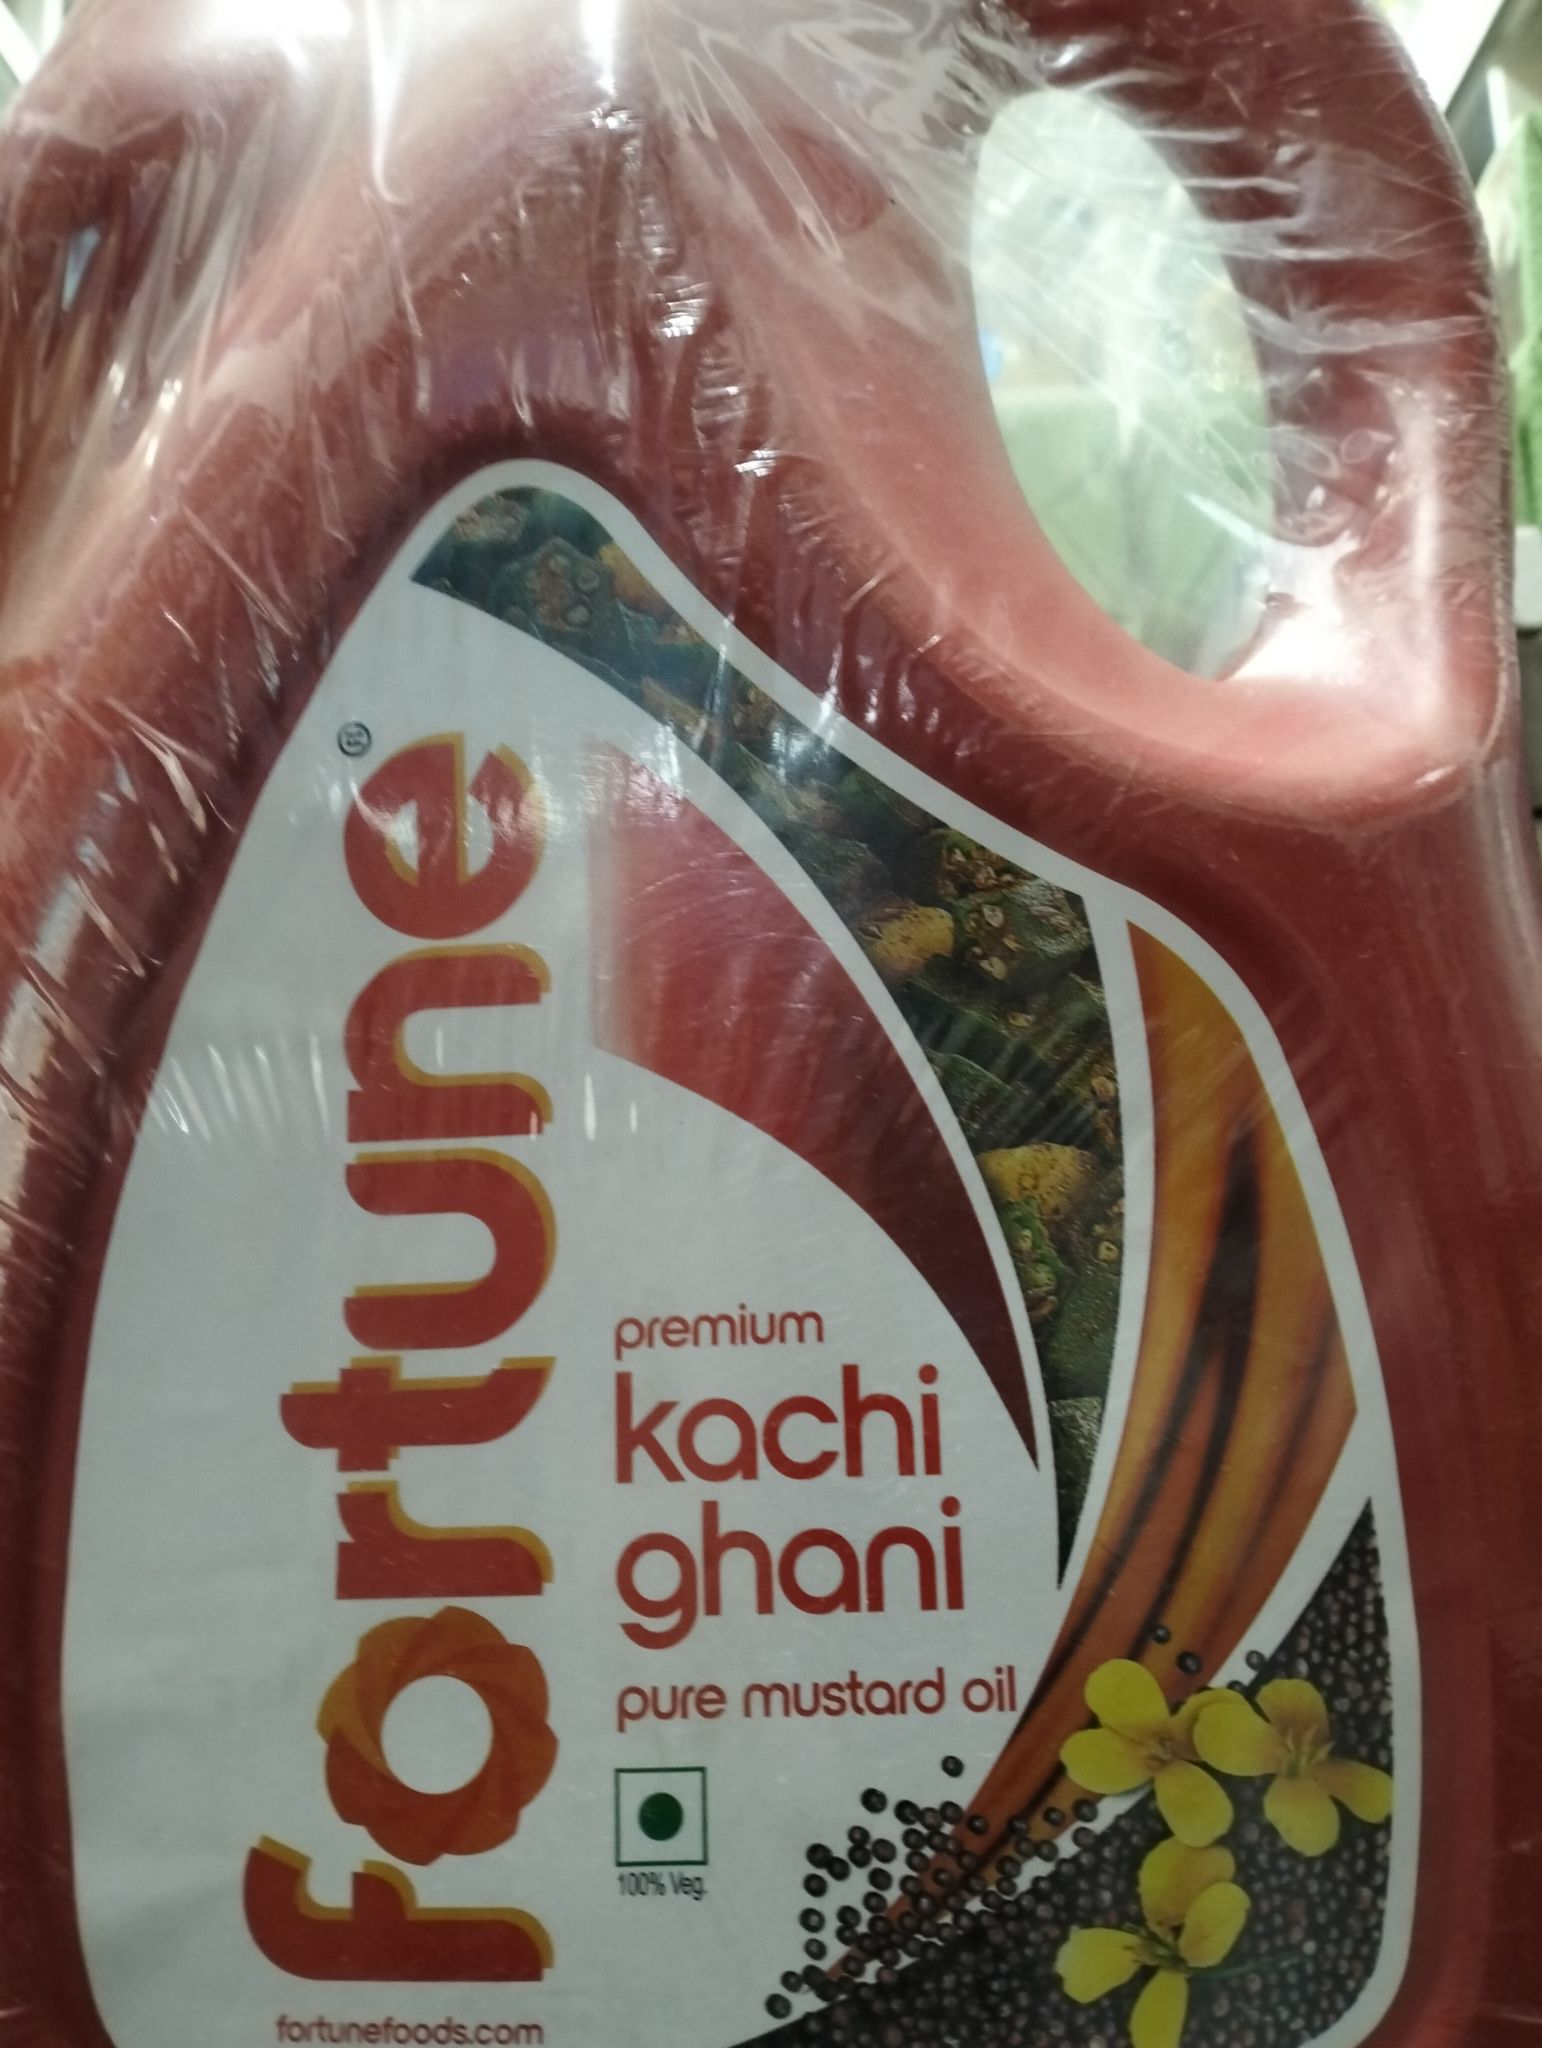 fortune®
premium
kachi
ghani
pure mustard oil
100% Veg.
fortunefoods.com